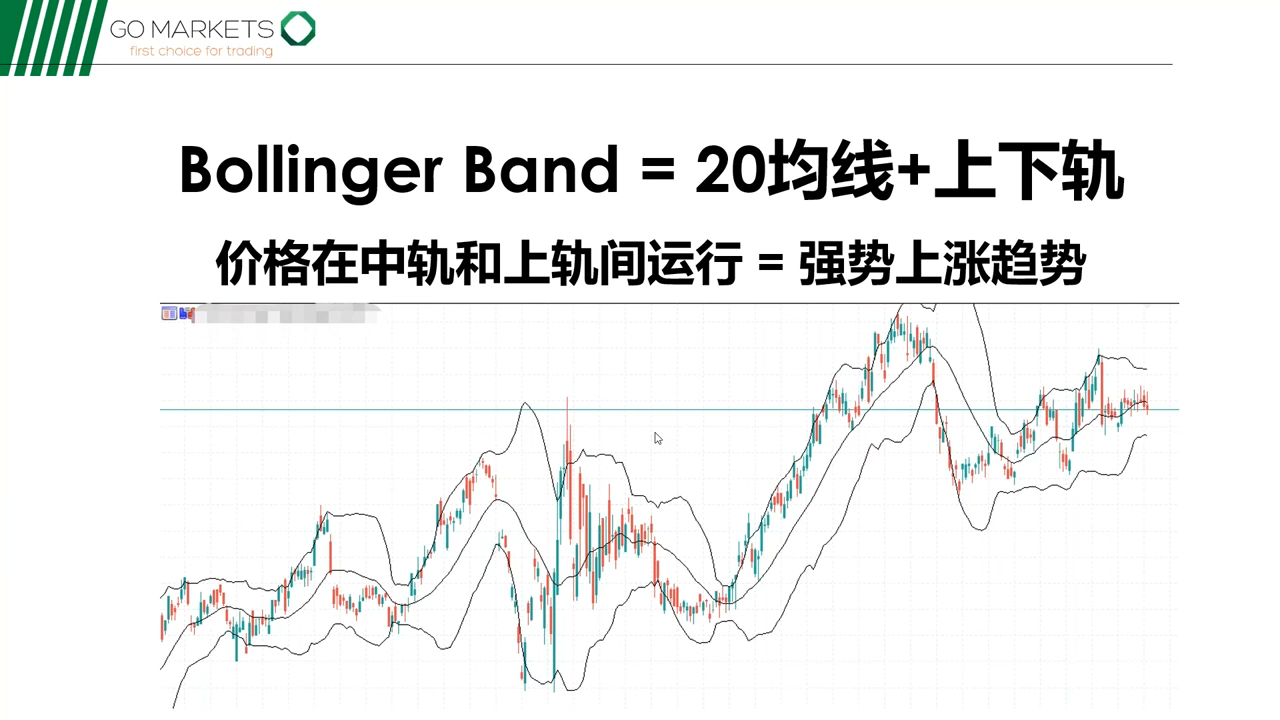 GO MARKETS
first choice for trading
Bollinger Band = 20均线+上下轨
价格在中轨和上轨间运行 = 强势上涨趋势